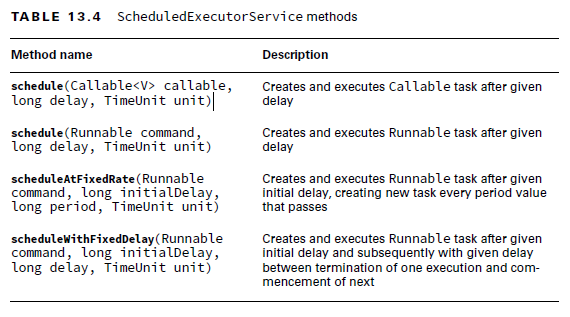 TABLE 13.4 ScheduledExecutorService methods
Method name Description
schedule(Callable<V> callable, Creates and executes Callable task after given
long delay, TimeUnit unit) delay
schedule(Runnable command, Creates and executes Runnable task after given
long delay, TimeUnit unit) delay
scheduleAtFixedRate(Runnable Creates and executes Runnable task after given
command, long initialDelay, initial delay, creating new task every period value
long period, TimeUnit unit) that passes
scheduleWithFixedDelay(Runnable Creates and executes Runnable task after given
command, long initialDelay, initial delay and subsequently with given delay
long delay, TimeUnit unit) between termination of one execution and com-
mencement of next